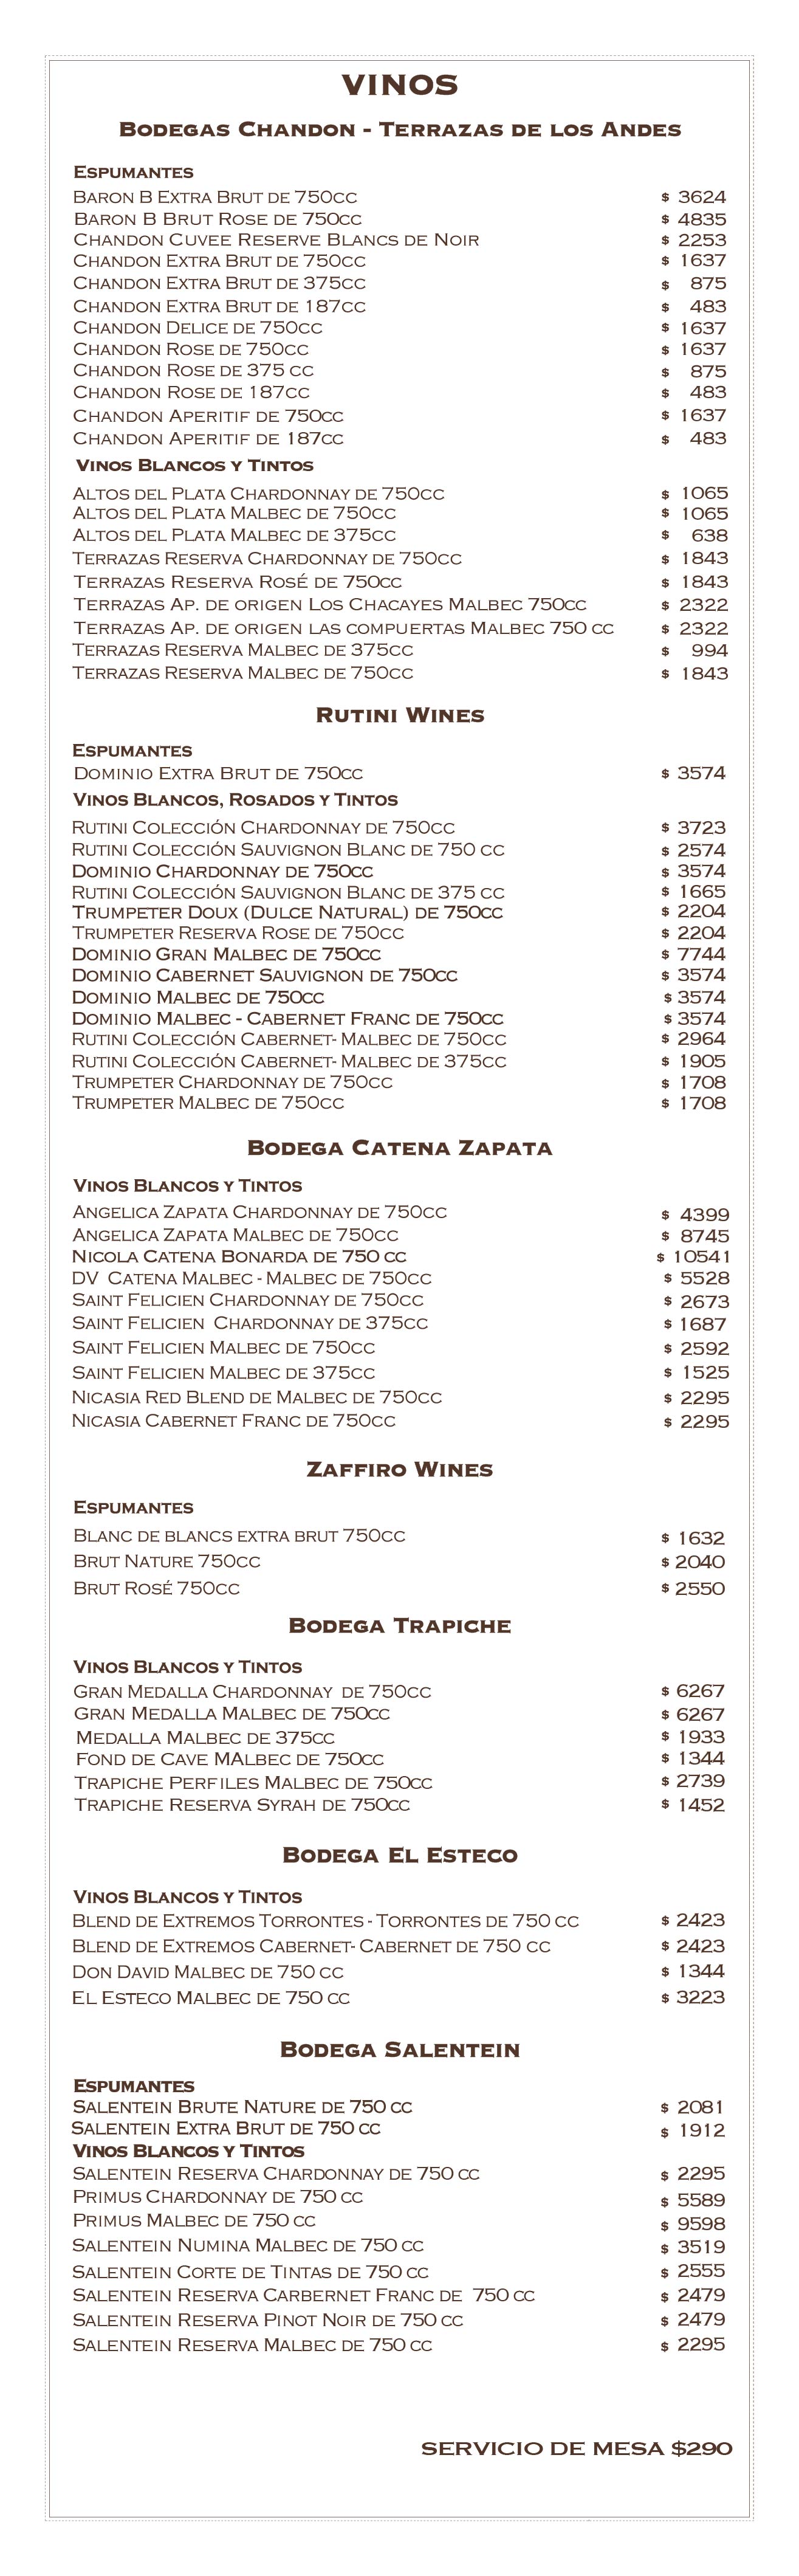 VINOS
BODEGAS CHANDON - TERRAZAS DE LOS ANDES
ESPUMANTES
BARON B EXTRA BRUT DE 750CC $ 3624
BARON B BRUT ROSE DE 750CC $ 4835
CHANDON CUVEE RESERVE BLANCS DE NOIR $ 2253
CHANDON EXTRA BRUT DE 750CC $ 1637
CHANDON EXTRA BRUT DE 375CC $ 875
CHANDON EXTRA BRUT DE 187CC $ 483
CHANDON DELICE DE 750CC $ 1637
CHANDON ROSE DE 750CC $ 1637
CHANDON ROSE DE 375 CC $ 875
CHANDON ROSE DE 187CC $ 483
CHANDON APERITIF DE 750CC $ 1637
CHANDON APERITIF DE 187CC $ 483
VINOS BLANCOS Y TINTOS
ALTOS DEL PLATA CHARDONNAY DE 750CC $ 1065
ALTOS DEL PLATA MALBEC DE 750CC $ 1065
ALTOS DEL PLATA MALBEC DE 375CC $ 638
TERRAZAS RESERVA CHARDONNAY DE 750CC $ 1843
TERRAZAS RESERVA ROSÉ DE 750CC $ 1843
TERRAZAS AP. DE ORIGEN LOS CHACAYES MALBEC 750CC $ 2322
TERRAZAS AP. DE ORIGEN LAS COMPUERTAS MALBEC 750 CC $ 2322
TERRAZAS RESERVA MALBEC DE 375CC $ 994
TERRAZAS RESERVA MALBEC DE 750CC $ 1843
RUTINI WINES
ESPUMANTES
DOMINIO EXTRA BRUT DE 750CC $ 3574
VINOS BLANCOS, ROSADOS Y TINTOS
RUTINI COLECCIÓN CHARDONNAY DE 750CC $ 3723
RUTINI COLECCIÓN SAUVIGNON BLANC DE 750 CC $ 2574
DOMINIO CHARDONNAY DE 750CC $ 3574
RUTINI COLECCIÓN SAUVIGNON BLANC DE 375 CC $ 1665
TRUMPETER DOUX (DULCE NATURAL) DE 750CC $ 2204
TRUMPETER RESERVA ROSE DE 750CC $ 2204
DOMINIO GRAN MALBEC DE 750CC $ 7744
DOMINIO CABERNET SAUVIGNON DE 750CC $ 3574
DOMINIO MALBEC DE 750CC $ 3574
DOMINIO MALBEC - CABERNET FRANC DE 750CC $ 3574
RUTINI COLECCIÓN CABERNET- MALBEC DE 750CC $ 2964
RUTINI COLECCIÓN CABERNET- MALBEC DE 375CC $ 1905
TRUMPETER CHARDONNAY DE 750CC $ 1708
TRUMPETER MALBEC DE 750CC $ 1708
BODEGA CATENA ZAPATA
VINOS BLANCOS Y TINTOS
ANGELICA ZAPATA CHARDONNAY DE 750CC $ 4399
ANGELICA ZAPATA MALBEC DE 750CC $ 8745
NICOLA CATENA BONARDA DE 750 CC $ 10541
DV CATENA MALBEC - MALBEC DE 750CC $ 5528
SAINT FELICIEN CHARDONNAY DE 750CC $ 2673
SAINT FELICIEN CHARDONNAY DE 375CC $ 1687
SAINT FELICIEN MALBEC DE 750CC $ 2592
SAINT FELICIEN MALBEC DE 375CC $ 1525
NICASIA RED BLEND DE MALBEC DE 750CC $ 2295
NICASIA CABERNET FRANC DE 750CC $ 2295
ZAFFIRO WINES
ESPUMANTES
BLANC DE BLANCS EXTRA BRUT 750CC $ 1632
BRUT NATURE 750CC $ 2040
BRUT ROSÉ 750CC $ 2550
BODEGA TRAPICHE
VINOS BLANCOS Y TINTOS
GRAN MEDALLA CHARDONNAY DE 750CC $ 6267
GRAN MEDALLA MALBEC DE 750CC $ 6267
MEDALLA MALBEC DE 375CC $ 1933
FOND DE CAVE MALBEC DE 750CC $ 1344
TRAPICHE PERFILES MALBEC DE 750CC $ 2739
TRAPICHE RESERVA SYRAH DE 750CC $ 1452
BODEGA EL ESTECO
VINOS BLANCOS Y TINTOS
BLEND DE EXTREMOS TORRONTES - TORRONTES DE 750 CC $ 2423
BLEND DE EXTREMOS CABERNET- CABERNET DE 750 CC $ 2423
DON DAVID MALBEC DE 750 CC $ 1344
EL ESTECO MALBEC DE 750 CC $ 3223
BODEGA SALENTEIN
ESPUMANTES
SALENTEIN BRUTE NATURE DE 750 CC $ 2081
SALENTEIN EXTRA BRUT DE 750 CC $ 1912
VINOS BLANCOS Y TINTOS
SALENTEIN RESERVA CHARDONNAY DE 750 CC $ 2295
PRIMUS CHARDONNAY DE 750 CC $ 5589
PRIMUS MALBEC DE 750 CC $ 9598
SALENTEIN NUMINA MALBEC DE 750 CC $ 3519
SALENTEIN CORTE DE TINTAS DE 750 CC $ 2555
SALENTEIN RESERVA CARBERNET FRANC DE 750 CC $ 2479
SALENTEIN RESERVA PINOT NOIR DE 750 CC $ 2479
SALENTEIN RESERVA MALBEC DE 750 CC $ 2295
SERVICIO DE MESA $290